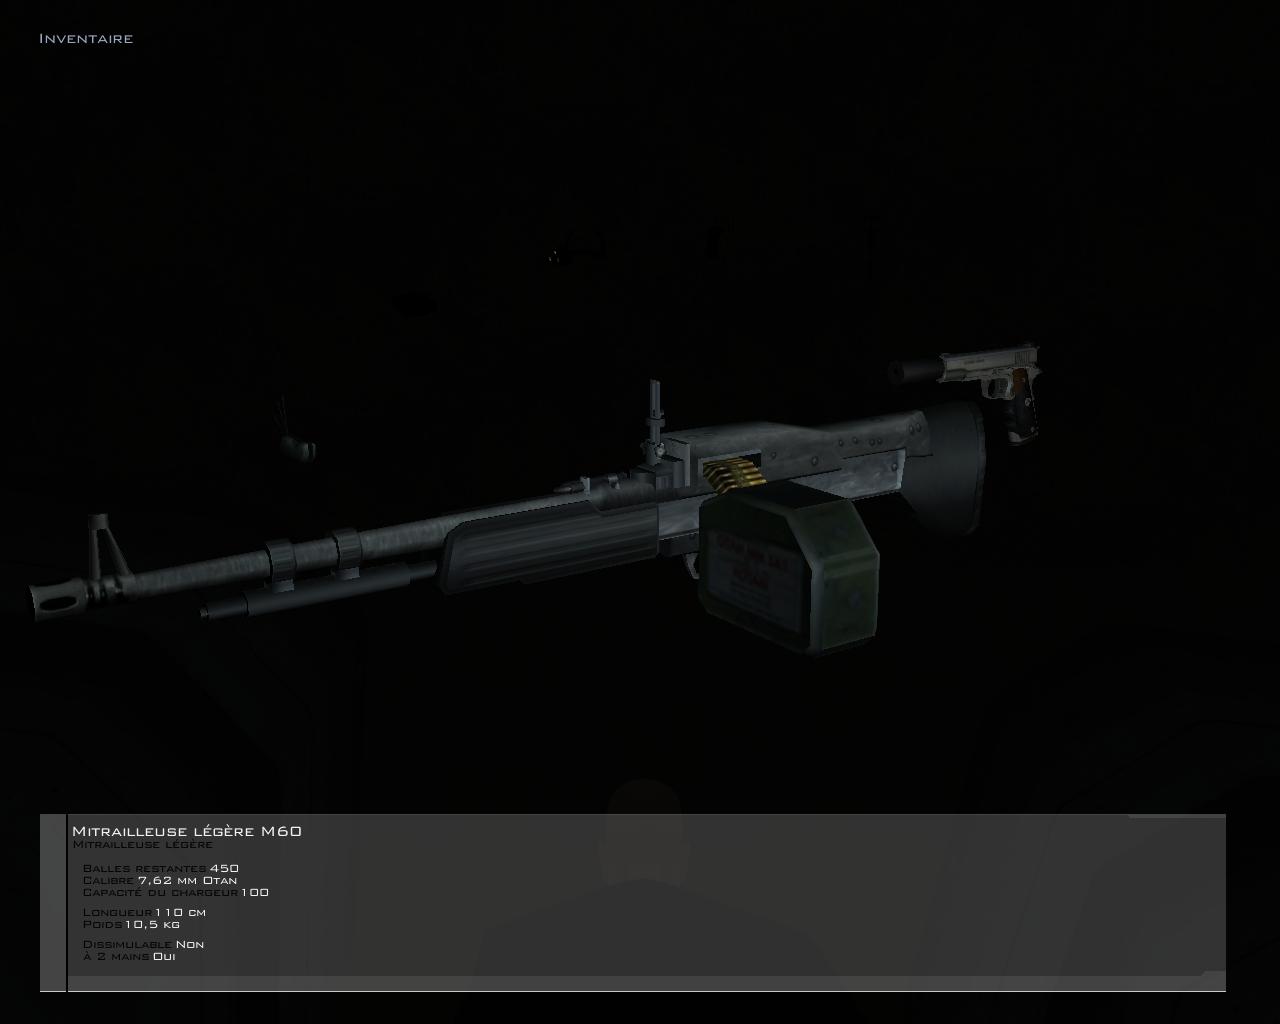 Inventaire
Mitrailleuse légère M60
Mitrailleuse légère
Balles restantes 450
Calibre 7,62 mm Otan
Capacité du chargeur 100
Longueur 110 cm
Poids 10,5 kg
Dissimulable Non
À 2 mains Oui